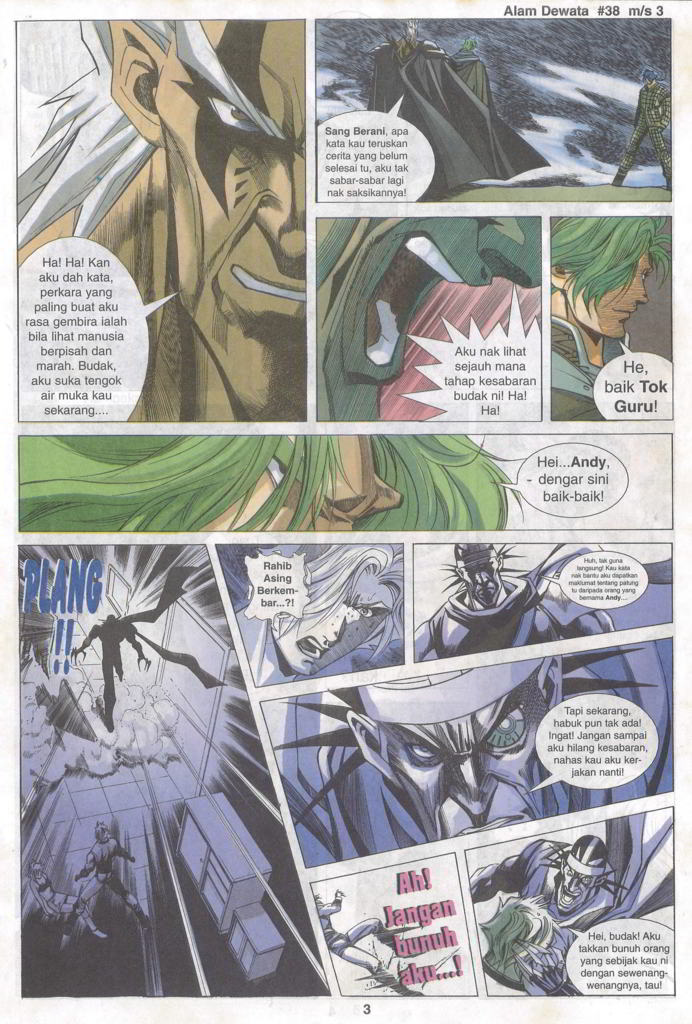 Alam Dewata #38 m/s 3
Ha! Ha! Kan
aku dah kata,
perkara yang
paling buat aku
rasa gembira ialah
bila lihat manusia
berpisah dan
marah. Budak,
aku suka tengok
air muka kau
sekarang....
Sang Berani, apa
kata kau teruskan
cerita yang belum
selesai tu, aku tak
sabar-sabar lagi
nak saksikannya!
Aku nak lihat
sejauh mana
tahap kesabaran
budak ni! Ha!
Ha!
He,
baik Tok
Guru!
Hei...Andy,
- dengar sini
baik-baik!
PLANG
!!
Rahib
Asing
Berkem-
bar...?!
Huh, tak guna
langsung! Kau kata
nak bantu aku dapatkan
maklumat tentang patung
tu daripada orang yang
bernama Andy....
Tapi sekarang,
habuk pun tak ada!
Ingat! Jangan sampai
aku hilang kesabaran,
nahas kau aku ker-
jakan nanti!
Ah!
Jangan
bunuh
aku...!
Hei, budak! Aku
takkan bunuh orang
yang sebijak kau ni
dengan sewenang-
wenangnya, tau!
3